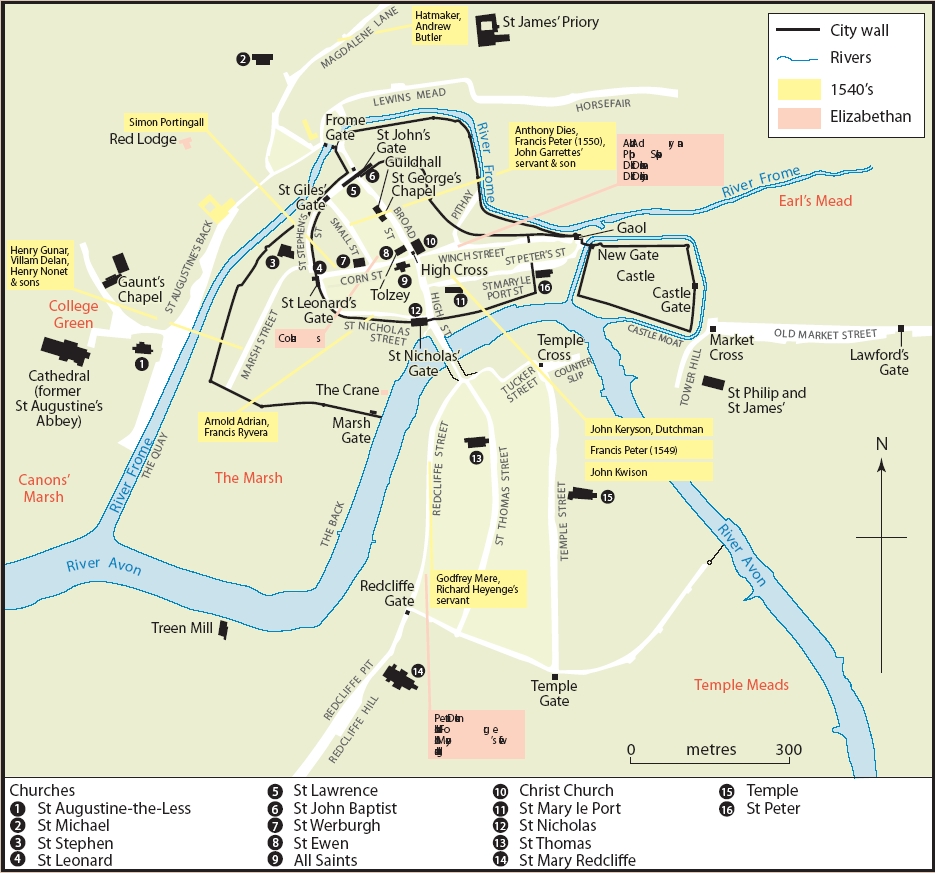 Hatmaker,
Andrew
Butler
St James' Priory
MAGDALENE LANE
City wall
Rivers
1540's
Elizabethan
LEWINS MEAD
HORSEFAIR
Simon Portingall
Red Lodge
Frome
Gate
St John's
Gate
Guildhall
St George's
Chapel
River Frome
Anthony Dies,
Francis Peter (1550),
John Garrettes'
servant & son
River Frome
Earl's Mead
St Giles'
Gate
ST STEPHEN'S ST
SMALL ST
BROAD ST
PITHAY
Gaol
WINCH STREET
ST PETER'S ST
New Gate
Castle
Castle
Gate
Henry Gunar,
Villam Delan,
Henry Nonet
& sons
ST AUGUSTINE'S BACK
Gaunt's
Chapel
College
Green
CORN ST
High Cross
Tolzey
ST MARY LE
PORT ST
St Leonard's
Gate
HIGH ST
ST NICHOLAS
STREET
MARSH STREET
St Nicholas'
Gate
Temple
Cross
CASTLE MOAT
Market
Cross
OLD MARKET STREET
Lawford's
Gate
Cathedral
(former
St Augustine's
Abbey)
The Crane
TUCKER
STREET
COUNTER
SLIP
TOWER HILL
St Philip and
St James'
Arnold Adrian,
Francis Ryvera
Marsh
Gate
John Keryson, Dutchman
Francis Peter (1549)
John Kwison
River Frome
THE QUAY
Canons'
Marsh
The Marsh
REDCLIFFE STREET
ST THOMAS STREET
TEMPLE STREET
THE BACK
N
River Avon
River Avon
Redcliffe
Gate
Godfrey Mere,
Richard Heyenge's
servant
Treen Mill
REDCLIFFE PIT
REDCLIFFE HILL
Temple
Gate
Temple Meads
0 metres 300
Churches
1 St Augustine-the-Less
2 St Michael
3 St Stephen
4 St Leonard
5 St Lawrence
6 St John Baptist
7 St Werburgh
8 St Ewen
9 All Saints
10 Christ Church
11 St Mary le Port
12 St Nicholas
13 St Thomas
14 St Mary Redcliffe
15 Temple
16 St Peter